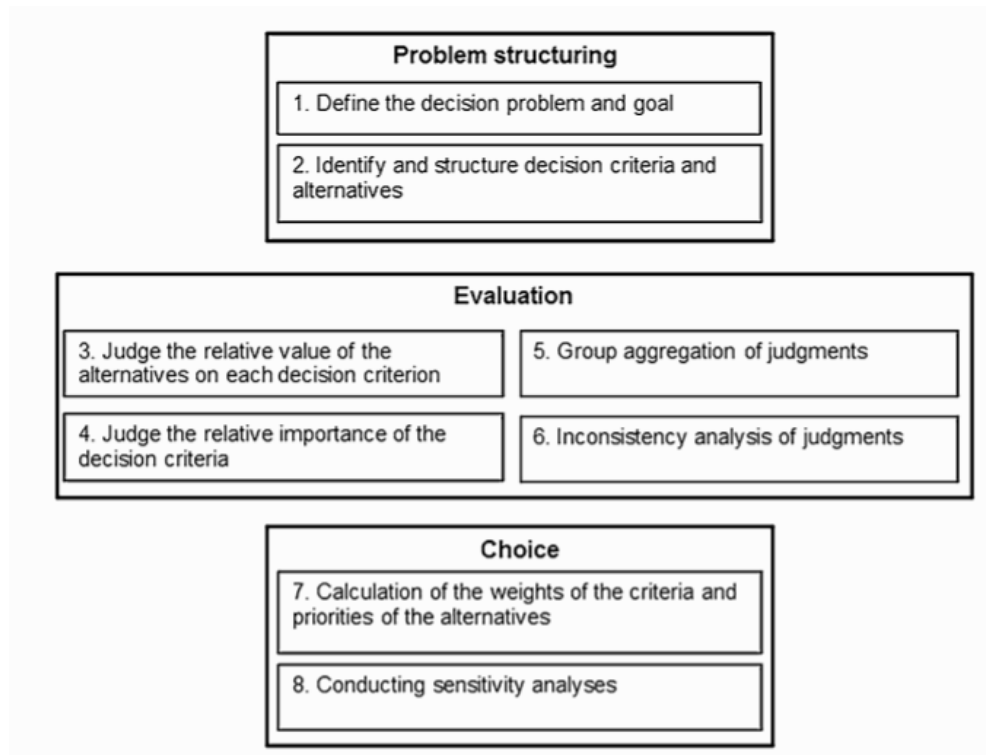 Problem structuring
1. Define the decision problem and goal
2. Identify and structure decision criteria and
alternatives
Evaluation
3. Judge the relative value of the
alternatives on each decision criterion
4. Judge the relative importance of the
decision criteria
5. Group aggregation of judgments
6. Inconsistency analysis of judgments
Choice
7. Calculation of the weights of the criteria and
priorities of the alternatives
8. Conducting sensitivity analyses